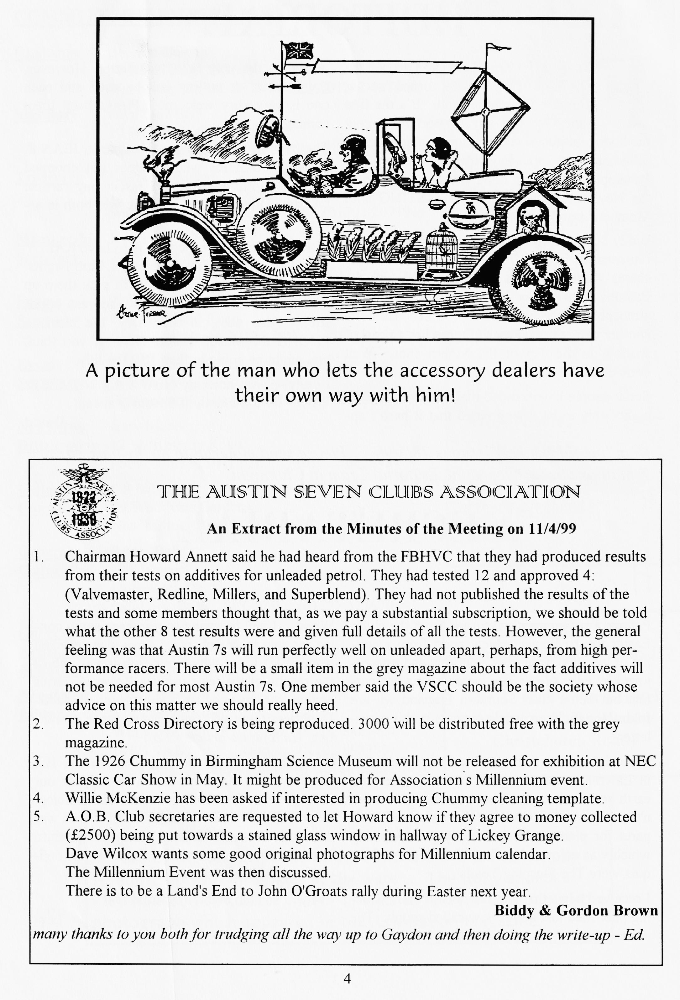 N
S
Arthur Ferrier
A picture of the man who lets the accessory dealers have
their own way with him!
AUSTIN SEVEN
1922
1939
CLUBS ASSOCIATION
THE AUSTIN SEVEN CLUBS ASSOCIATION
An Extract from the Minutes of the Meeting on 11/4/99
1. Chairman Howard Annett said he had heard from the FBHVC that they had produced results
from their tests on additives for unleaded petrol. They had tested 12 and approved 4:
(Valvemaster, Redline, Millers, and Superblend). They had not published the results of the
tests and some members thought that, as we pay a substantial subscription, we should be told
what the other 8 test results were and given full details of all the tests. However, the general
feeling was that Austin 7s will run perfectly well on unleaded apart, perhaps, from high per-
formance racers. There will be a small item in the grey magazine about the fact additives will
not be needed for most Austin 7s. One member said the VSCC should be the society whose
advice on this matter we should really heed.
2. The Red Cross Directory is being reproduced. 3000 will be distributed free with the grey
magazine.
3. The 1926 Chummy in Birmingham Science Museum will not be released for exhibition at NEC
Classic Car Show in May. It might be produced for Association's Millennium event.
4. Willie McKenzie has been asked if interested in producing Chummy cleaning template.
5. A.O.B. Club secretaries are requested to let Howard know if they agree to money collected
(£2500) being put towards a stained glass window in hallway of Lickey Grange.
Dave Wilcox wants some good original photographs for Millennium calendar.
The Millennium Event was then discussed.
There is to be a Land's End to John O'Groats rally during Easter next year.
Biddy & Gordon Brown
many thanks to you both for trudging all the way up to Gaydon and then doing the write-up - Ed.
4